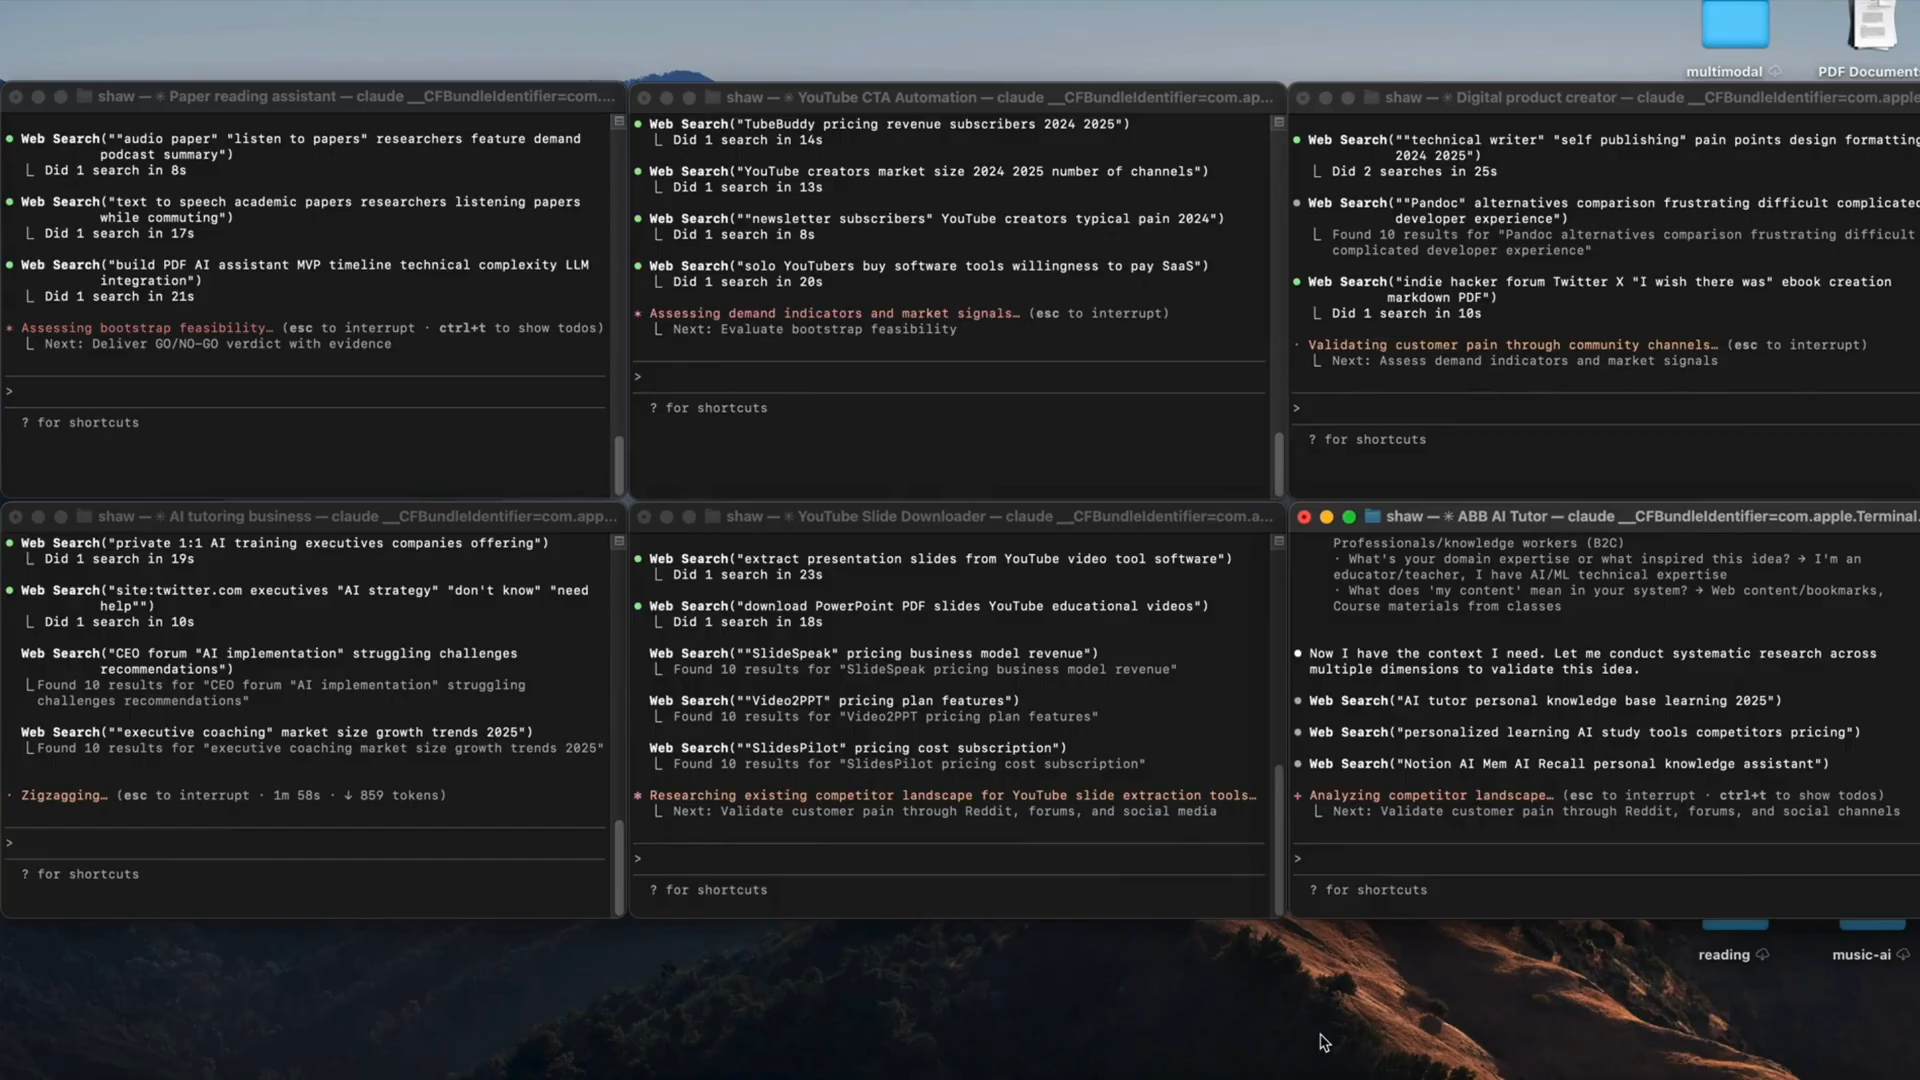 multimodal
PDF Documents
shaw — ✳ Paper reading assistant — claude __CFBundleIdentifier=com....
● Web Search(""audio paper" "listen to papers" researchers feature demand
podcast summary")
⎿ Did 1 search in 8s
● Web Search("text to speech academic papers researchers listening papers
while commuting")
⎿ Did 1 search in 17s
● Web Search("build PDF AI assistant MVP timeline technical complexity LLM
integration")
⎿ Did 1 search in 21s
✶ Assessing bootstrap feasibility… (esc to interrupt · ctrl+t to show todos)
⎿ Next: Deliver GO/NO-GO verdict with evidence
>
? for shortcuts
shaw — ✳ YouTube CTA Automation — claude __CFBundleIdentifier=com.ap...
● Web Search("TubeBuddy pricing revenue subscribers 2024 2025")
⎿ Did 1 search in 14s
● Web Search("YouTube creators market size 2024 2025 number of channels")
⎿ Did 1 search in 13s
● Web Search(""newsletter subscribers" YouTube creators typical pain 2024")
⎿ Did 1 search in 8s
● Web Search("solo YouTubers buy software tools willingness to pay SaaS")
⎿ Did 1 search in 20s
✶ Assessing demand indicators and market signals… (esc to interrupt)
⎿ Next: Evaluate bootstrap feasibility
>
? for shortcuts
shaw — ✳ Digital product creator — claude __CFBundleIdentifier=com.apple
● Web Search(""technical writer" "self publishing" pain points design formatting
2024 2025")
⎿ Did 2 searches in 25s
● Web Search(""Pandoc" alternatives comparison frustrating difficult complicated
developer experience")
⎿ Found 10 results for "Pandoc alternatives comparison frustrating difficult
complicated developer experience"
● Web Search("indie hacker forum Twitter X "I wish there was" ebook creation
markdown PDF")
⎿ Did 1 search in 10s
· Validating customer pain through community channels… (esc to interrupt)
⎿ Next: Assess demand indicators and market signals
>
? for shortcuts
shaw — ✳ AI tutoring business — claude __CFBundleIdentifier=com.app...
● Web Search("private 1:1 AI training executives companies offering")
⎿ Did 1 search in 19s
● Web Search("site:twitter.com executives "AI strategy" "don't know" "need
help"")
⎿ Did 1 search in 10s
Web Search("CEO forum "AI implementation" struggling challenges
recommendations")
⎿ Found 10 results for "CEO forum "AI implementation" struggling
challenges recommendations"
Web Search(""executive coaching" market size growth trends 2025")
⎿ Found 10 results for "executive coaching market size growth trends 2025"
· Zigzagging… (esc to interrupt · 1m 58s · ↓ 859 tokens)
>
? for shortcuts
shaw — ✳ YouTube Slide Downloader — claude __CFBundleIdentifier=com.a...
● Web Search("extract presentation slides from YouTube video tool software")
⎿ Did 1 search in 23s
● Web Search("download PowerPoint PDF slides YouTube educational videos")
⎿ Did 1 search in 18s
Web Search(""SlideSpeak" pricing business model revenue")
⎿ Found 10 results for "SlideSpeak pricing business model revenue"
Web Search(""Video2PPT" pricing plan features")
⎿ Found 10 results for "Video2PPT pricing plan features"
Web Search(""SlidesPilot" pricing cost subscription")
⎿ Found 10 results for "SlidesPilot pricing cost subscription"
✻ Researching existing competitor landscape for YouTube slide extraction tools…
⎿ Next: Validate customer pain through Reddit, forums, and social media
>
? for shortcuts
shaw — ✳ ABB AI Tutor — claude __CFBundleIdentifier=com.apple.Terminal.
Professionals/knowledge workers (B2C)
· What's your domain expertise or what inspired this idea? → I'm an
educator/teacher, I have AI/ML technical expertise
· What does 'my content' mean in your system? → Web content/bookmarks,
Course materials from classes
● Now I have the context I need. Let me conduct systematic research across
multiple dimensions to validate this idea.
● Web Search("AI tutor personal knowledge base learning 2025")
● Web Search("personalized learning AI study tools competitors pricing")
● Web Search("Notion AI Mem AI Recall personal knowledge assistant")
+ Analyzing competitor landscape… (esc to interrupt · ctrl+t to show todos)
⎿ Next: Validate customer pain through Reddit, forums, and social channels
>
? for shortcuts
reading
music-ai